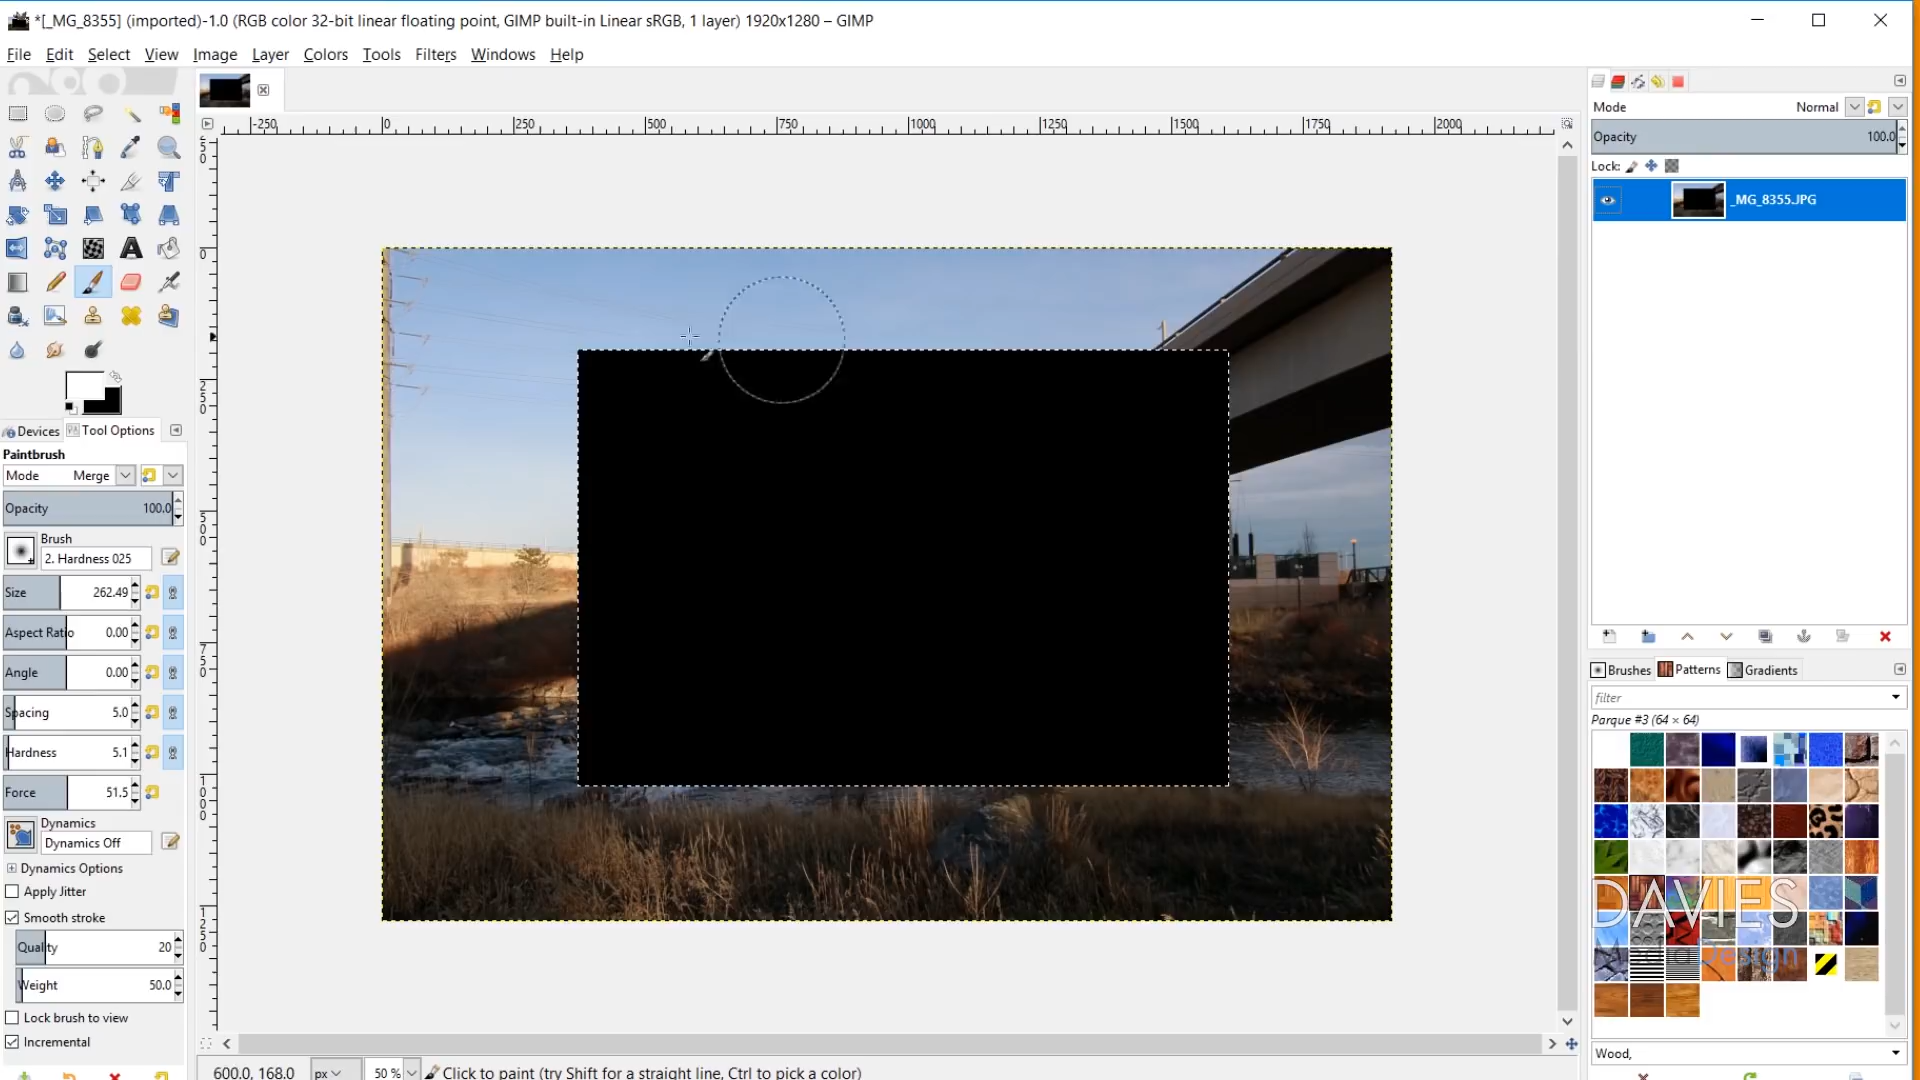 *[_MG_8355] (imported)-1.0 (RGB color 32-bit linear floating point, GIMP built-in Linear sRGB, 1 layer) 1920x1280 – GIMP
File Edit Select View Image Layer Colors Tools Filters Windows Help
-250 0 250 500 750 1000 1250 1500 1750 2000
Mode Normal
Opacity 100.0
Lock:
_MG_8355.JPG
Devices Tool Options
Paintbrush
Mode Merge
Opacity 100.0
Brush
2. Hardness 025
Size 262.49
Aspect Ratio 0.00
Angle 0.00
Spacing 5.0
Hardness 5.1
Force 51.5
Dynamics
Dynamics Off
Dynamics Options
Apply Jitter
Smooth stroke
Quality 20
Weight 50.0
Lock brush to view
Incremental
Brushes Patterns Gradients
filter
Parque #3 (64 × 64)
DAVIES
Media Design
Wood,
600.0, 168.0 px 50 % Click to paint (try Shift for a straight line, Ctrl to pick a color)